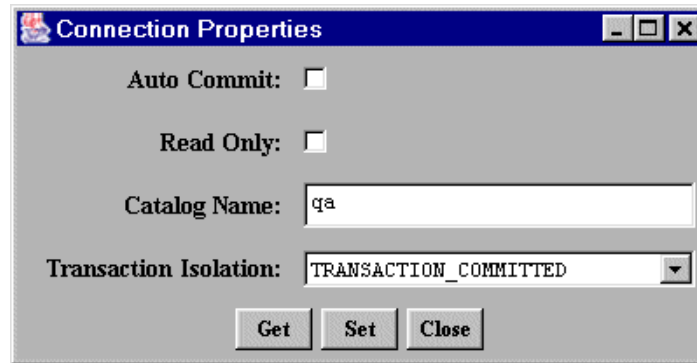 Connection Properties
Auto Commit:
Read Only:
Catalog Name: qa
Transaction Isolation: TRANSACTION_COMMITTED
Get Set Close